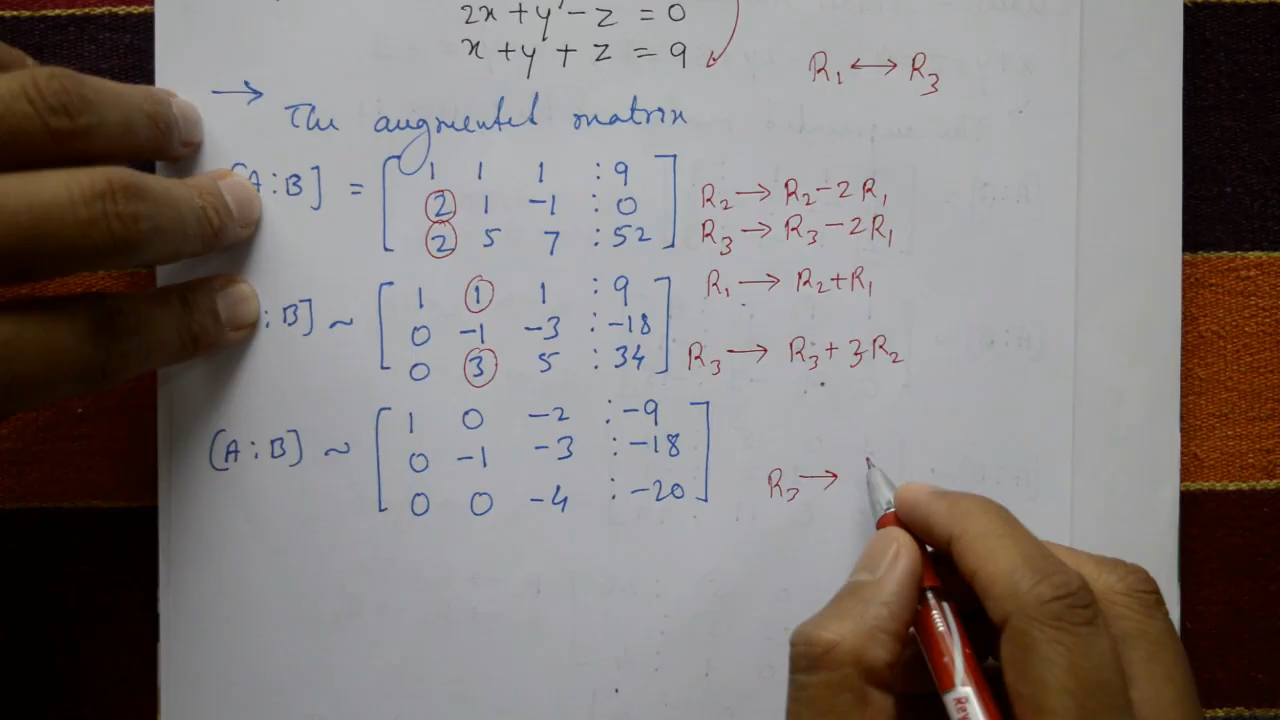 2x + y - z = 0
x + y + z = 9
R₁ ↔ R₃
→ The augmented matrix
[A:B] = [ 1 1 1 : 9
2 1 -1 : 0 R₂ → R₂ - 2R₁
2 5 7 : 52 ] R₃ → R₃ - 2R₁
: B] ~ [ 1 1 1 : 9 R₁ → R₂ + R₁
0 -1 -3 : -18
0 3 5 : 34 ] R₃ → R₃ + 3R₂
[A:B] ~ [ 1 0 -2 : -9
0 -1 -3 : -18
0 0 -4 : -20 ] R₃ →